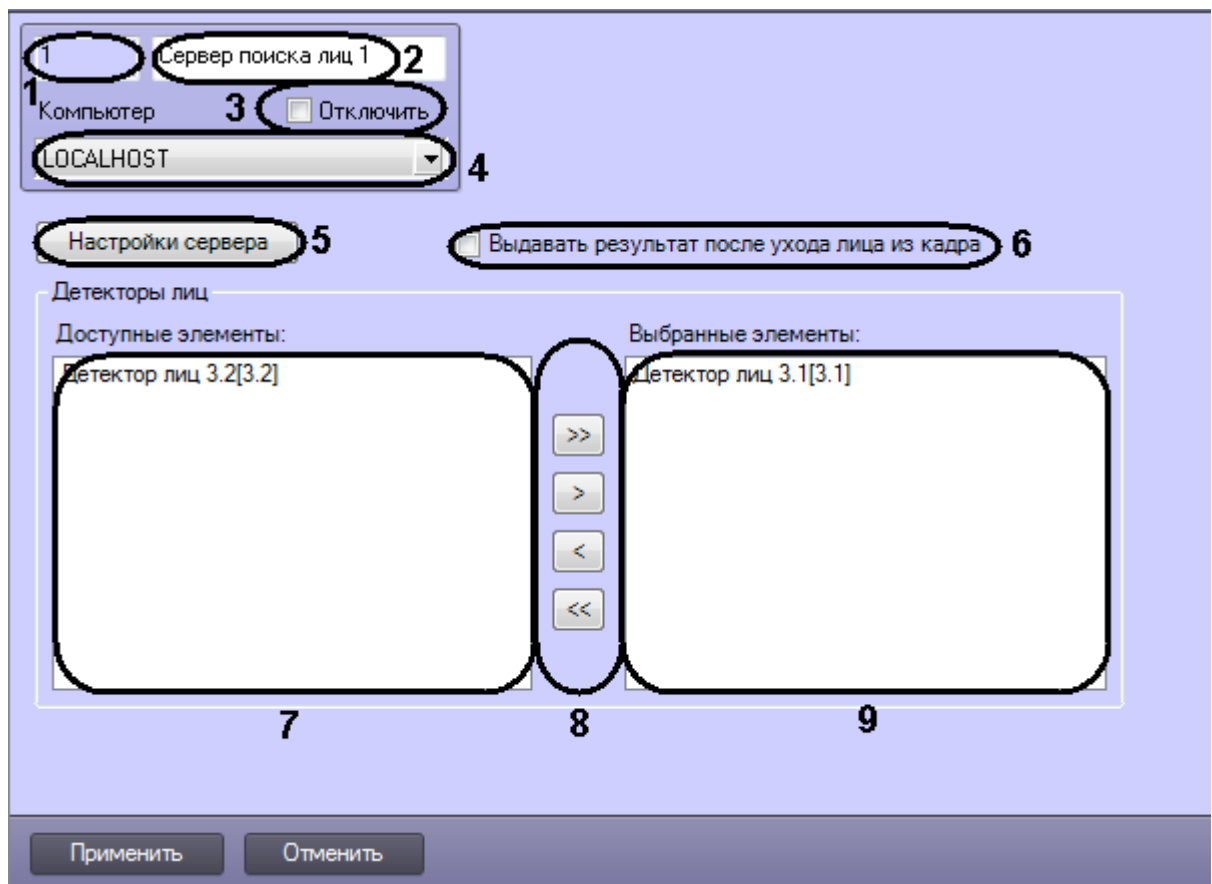 1 Сервер поиска лиц 1 2
1 Компьютер 3 Отключить
LOCALHOST 4
Настройки сервера 5 Выдавать результат после ухода лица из кадра 6
Детекторы лиц
Доступные элементы: Выбранные элементы:
Детектор лиц 3.2[3.2] Детектор лиц 3.1[3.1]
>>
>
<
<<
7 8 9
Применить Отменить